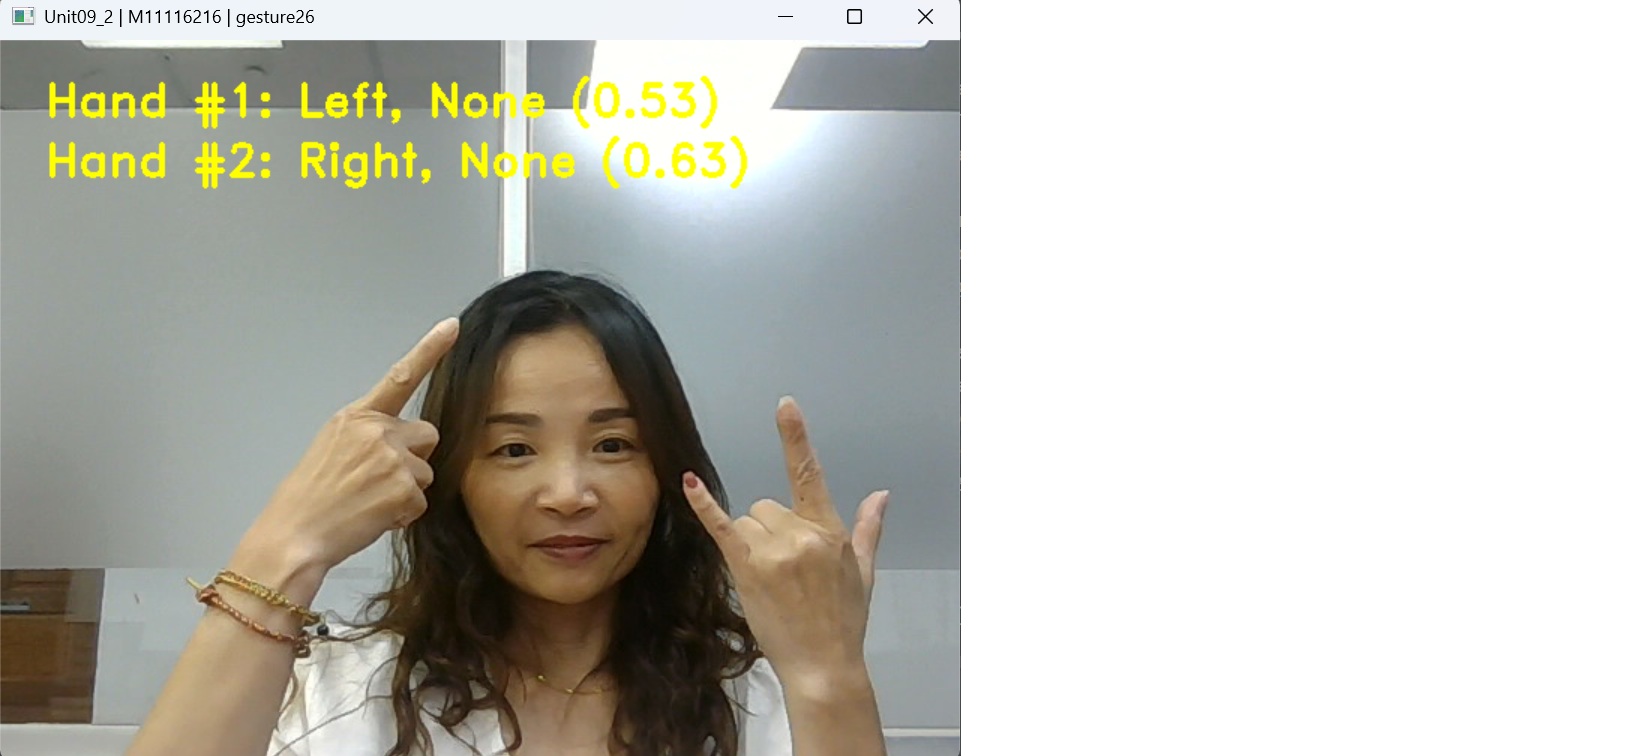 Unit09_2 | M11116216 | gesture26
Hand #1: Left, None (0.53)
Hand #2: Right, None (0.63)